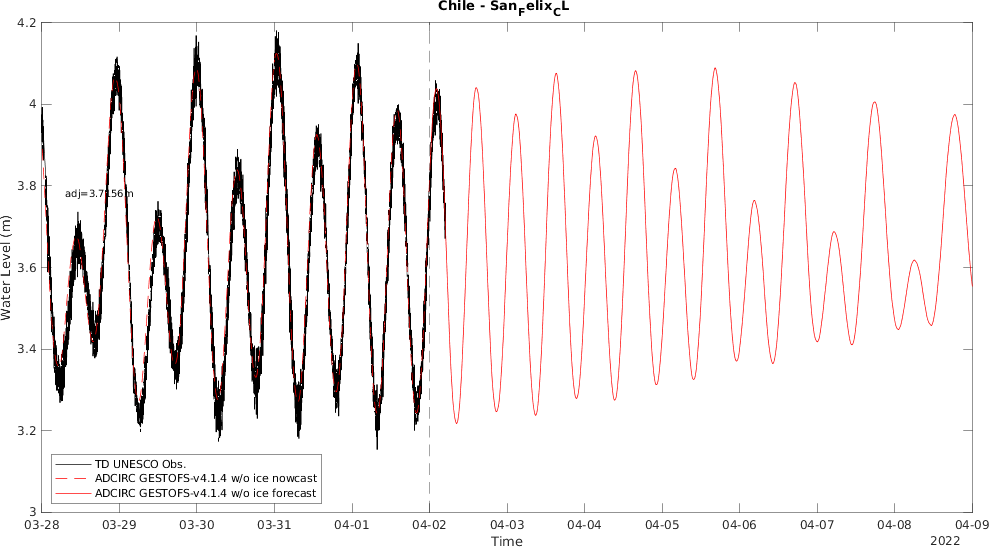 Chile - SanFelixCL
4.2
4
3.8
3.6
3.4
3.2
3
Water Level (m)
adj=3.7156 m
TD UNESCO Obs.
ADCIRC GESTOFS-v4.1.4 w/o ice nowcast
ADCIRC GESTOFS-v4.1.4 w/o ice forecast
03-28 03-29 03-30 03-31 04-01 04-02 04-03 04-04 04-05 04-06 04-07 04-08 04-09
Time
2022